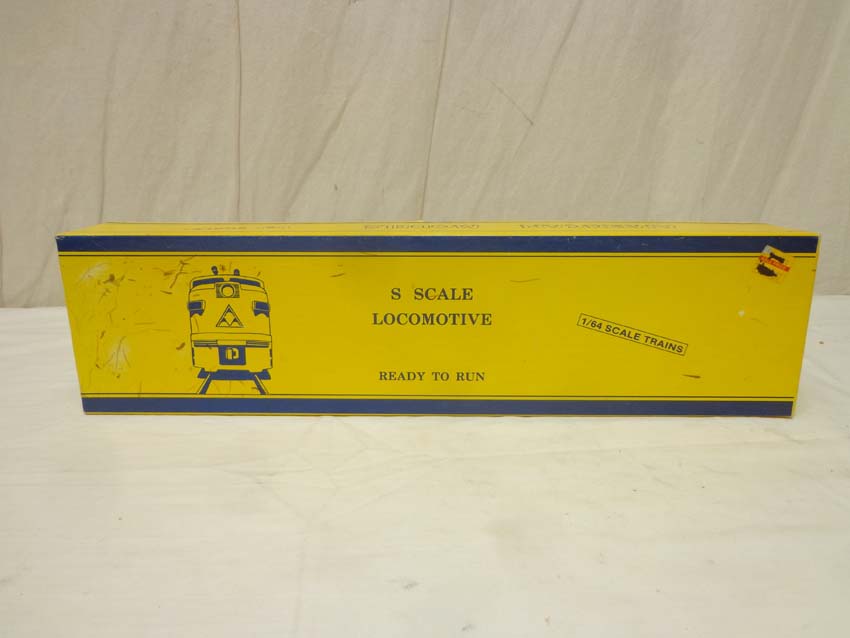 S SCALE
LOCOMOTIVE
READY TO RUN
1/64 SCALE TRAINS